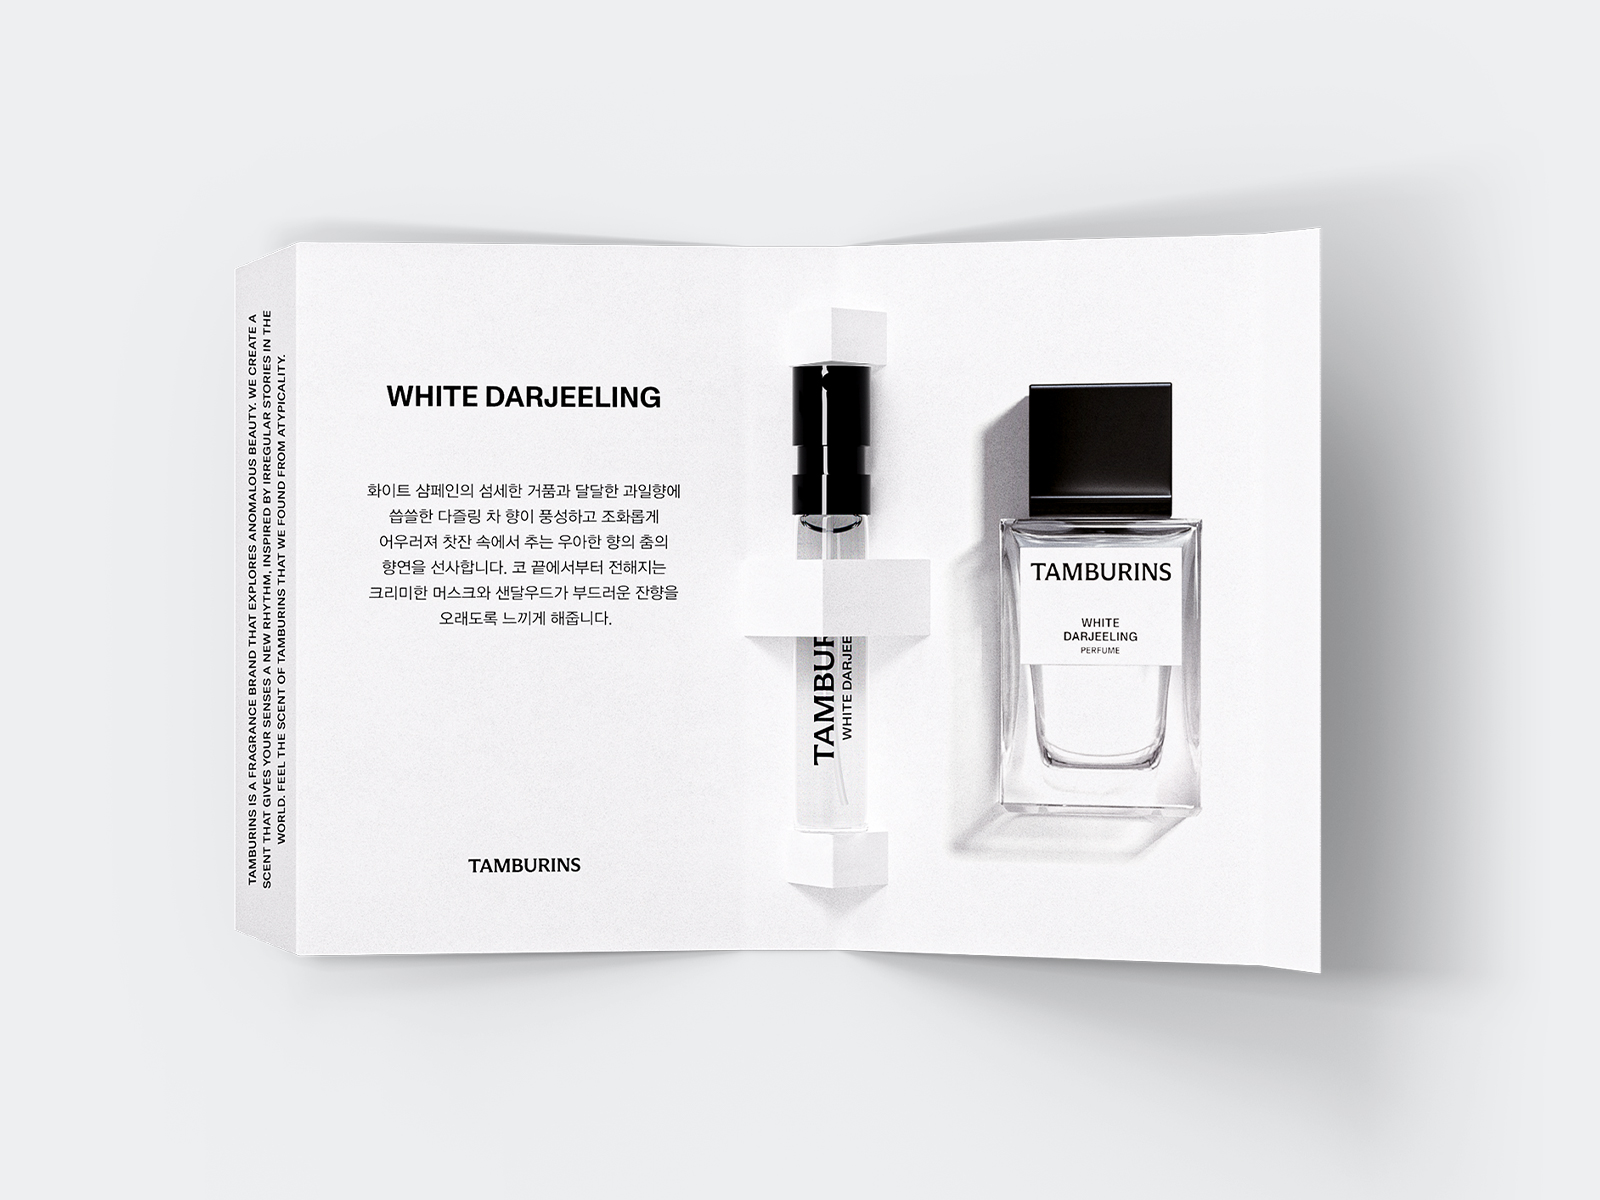 TAMBURINS IS A FRAGRANCE BRAND THAT EXPLORES ANOMALOUS BEAUTY. WE CREATE A
SCENT THAT GIVES YOUR SENSES A NEW RHYTHM, INSPIRED BY IRREGULAR STORIES IN THE
WORLD. FEEL THE SCENT OF TAMBURINS THAT WE FOUND FROM ATYPICALITY.
WHITE DARJEELING
화이트 샴페인의 섬세한 거품과 달달한 과일향에
씁쓸한 다즐링 차 향이 풍성하고 조화롭게
어우러져 찻잔 속에서 추는 우아한 향의 춤의
향연을 선사합니다. 코 끝에서부터 전해지는
크리미한 머스크와 샌달우드가 부드러운 잔향을
오래도록 느끼게 해줍니다.
TAMBURINS
TAMBUR
WHITE DARJEE
TAMBURINS
WHITE
DARJEELING
PERFUME